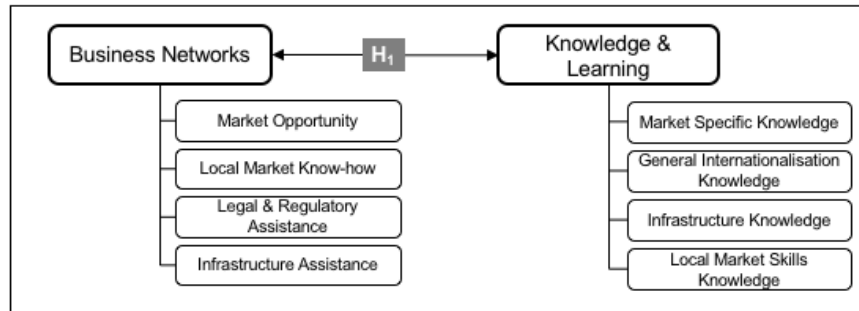 Business Networks
H₁
Knowledge &
Learning
Market Opportunity
Local Market Know-how
Legal & Regulatory
Assistance
Infrastructure Assistance
Market Specific Knowledge
General Internationalisation
Knowledge
Infrastructure Knowledge
Local Market Skills
Knowledge